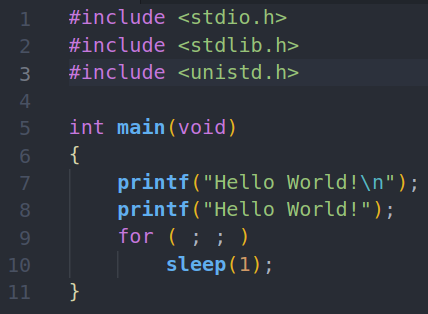 1 #include <stdio.h>
2 #include <stdlib.h>
3 #include <unistd.h>
4
5 int main(void)
6 {
7     printf("Hello World!\n");
8     printf("Hello World!");
9     for ( ; ; )
10         sleep(1);
11 }